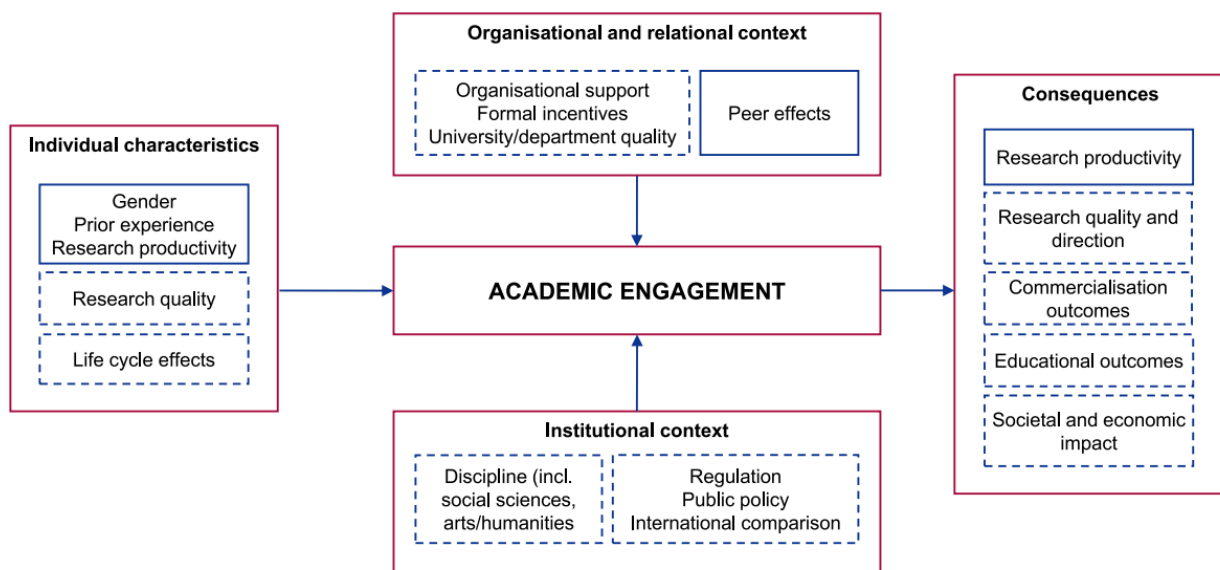 Organisational and relational context
Organisational support
Formal incentives
University/department quality
Peer effects
Individual characteristics
Gender
Prior experience
Research productivity
Research quality
Life cycle effects
ACADEMIC ENGAGEMENT
Institutional context
Discipline (incl.
social sciences,
arts/humanities
Regulation
Public policy
International comparison
Consequences
Research productivity
Research quality and
direction
Commercialisation
outcomes
Educational outcomes
Societal and economic
impact